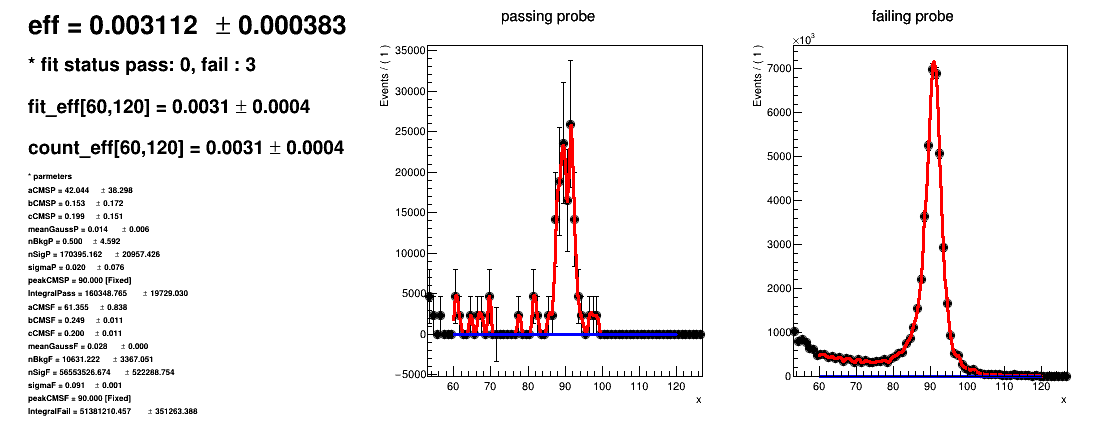 eff = 0.003112 ± 0.000383
* fit status pass: 0, fail : 3
fit_eff[60,120] = 0.0031 ± 0.0004
count_eff[60,120] = 0.0031 ± 0.0004
* parmeters
aCMSP = 42.044 ± 38.298
bCMSP = 0.153 ± 0.172
cCMSP = 0.199 ± 0.151
meanGaussP = 0.014 ± 0.006
nBkgP = 0.500 ± 4.592
nSigP = 170395.162 ± 20957.426
sigmaP = 0.020 ± 0.076
peakCMSP = 90.000 [Fixed]
IntegralPass = 160348.765 ± 19729.030
aCMSF = 61.355 ± 0.838
bCMSF = 0.249 ± 0.011
cCMSF = 0.200 ± 0.011
meanGaussF = 0.028 ± 0.000
nBkgF = 10631.222 ± 3367.051
nSigF = 56553526.674 ± 522288.754
sigmaF = 0.091 ± 0.001
peakCMSF = 90.000 [Fixed]
IntegralFail = 51381210.457 ± 351263.388
passing probe
Events / ( 1 )
35000
30000
25000
20000
15000
10000
5000
0
−5000
60 70 80 90 100 110 120
x
failing probe
×10³
Events / ( 1 )
7000
6000
5000
4000
3000
2000
1000
0
60 70 80 90 100 110 120
x